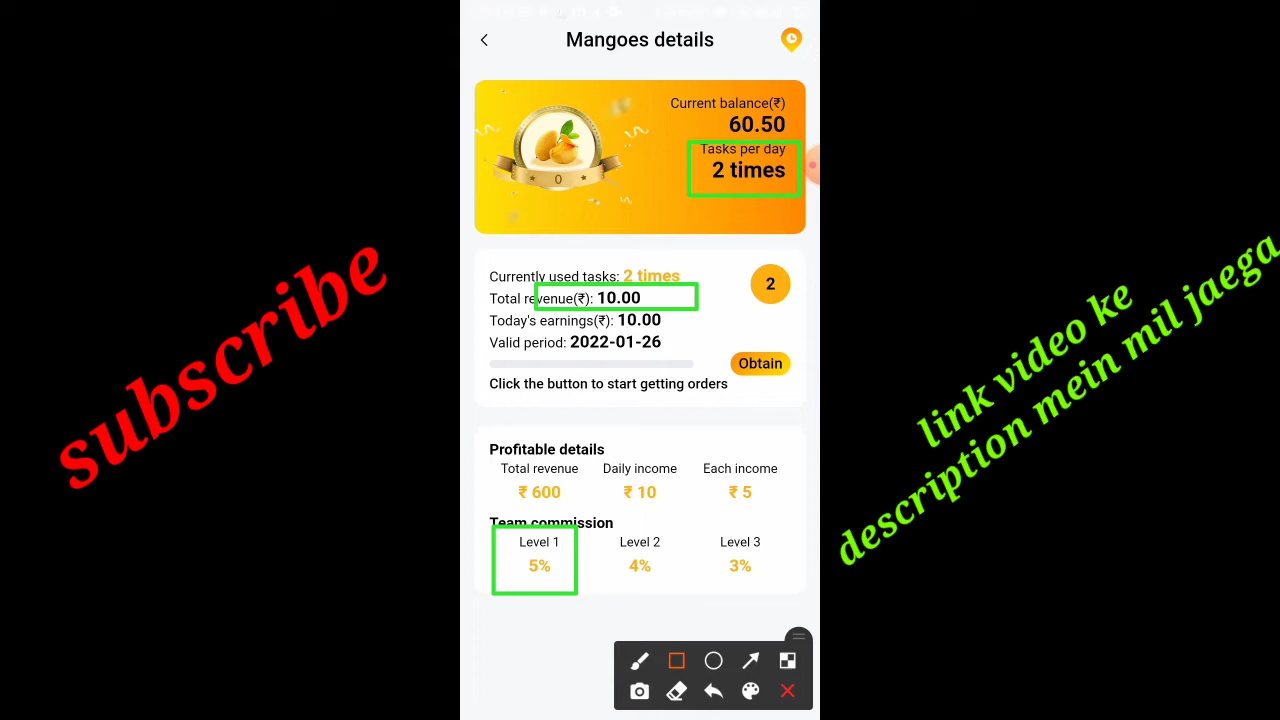 Mangoes details
Current balance(₹)
60.50
Tasks per day
2 times
0
Currently used tasks: 2 times
2
Total revenue(₹): 10.00
Today's earnings(₹): 10.00
Valid period: 2022-01-26
Obtain
Click the button to start getting orders
Profitable details
Total revenue Daily income Each income
₹ 600 ₹ 10 ₹ 5
Team commission
Level 1 Level 2 Level 3
5% 4% 3%
subscribe
link video ke
description mein mil jaega